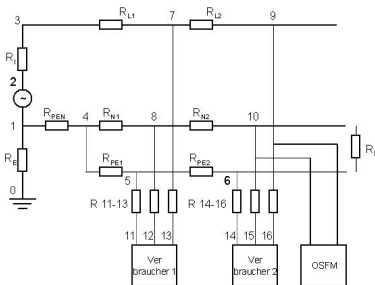 3 R_L1 7 R_L2 9
R_I
2
~
1 R_PEN 4 R_N1 8 R_N2 10
R_E R_PE1 R_PE2
5 6
0
R 11-13 R 14-16
11 12 13 14 15 16
Ver
braucher 1
Ver
braucher 2
OSFM